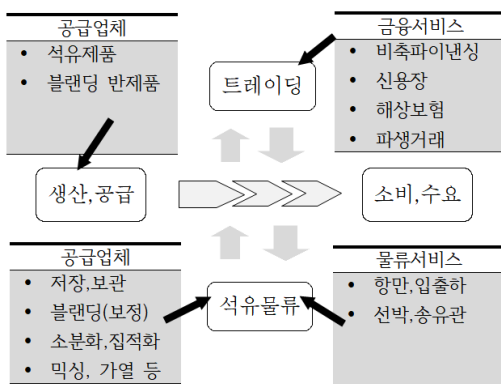 공급업체
• 석유제품
• 블랜딩 반제품
금융서비스
• 비축파이낸싱
• 신용장
• 해상보험
• 파생거래
트레이딩
생산,공급
소비,수요
공급업체
• 저장,보관
• 블랜딩(보정)
• 소분화,집적화
• 믹싱, 가열 등
석유물류
물류서비스
• 항만,입출하
• 선박,송유관